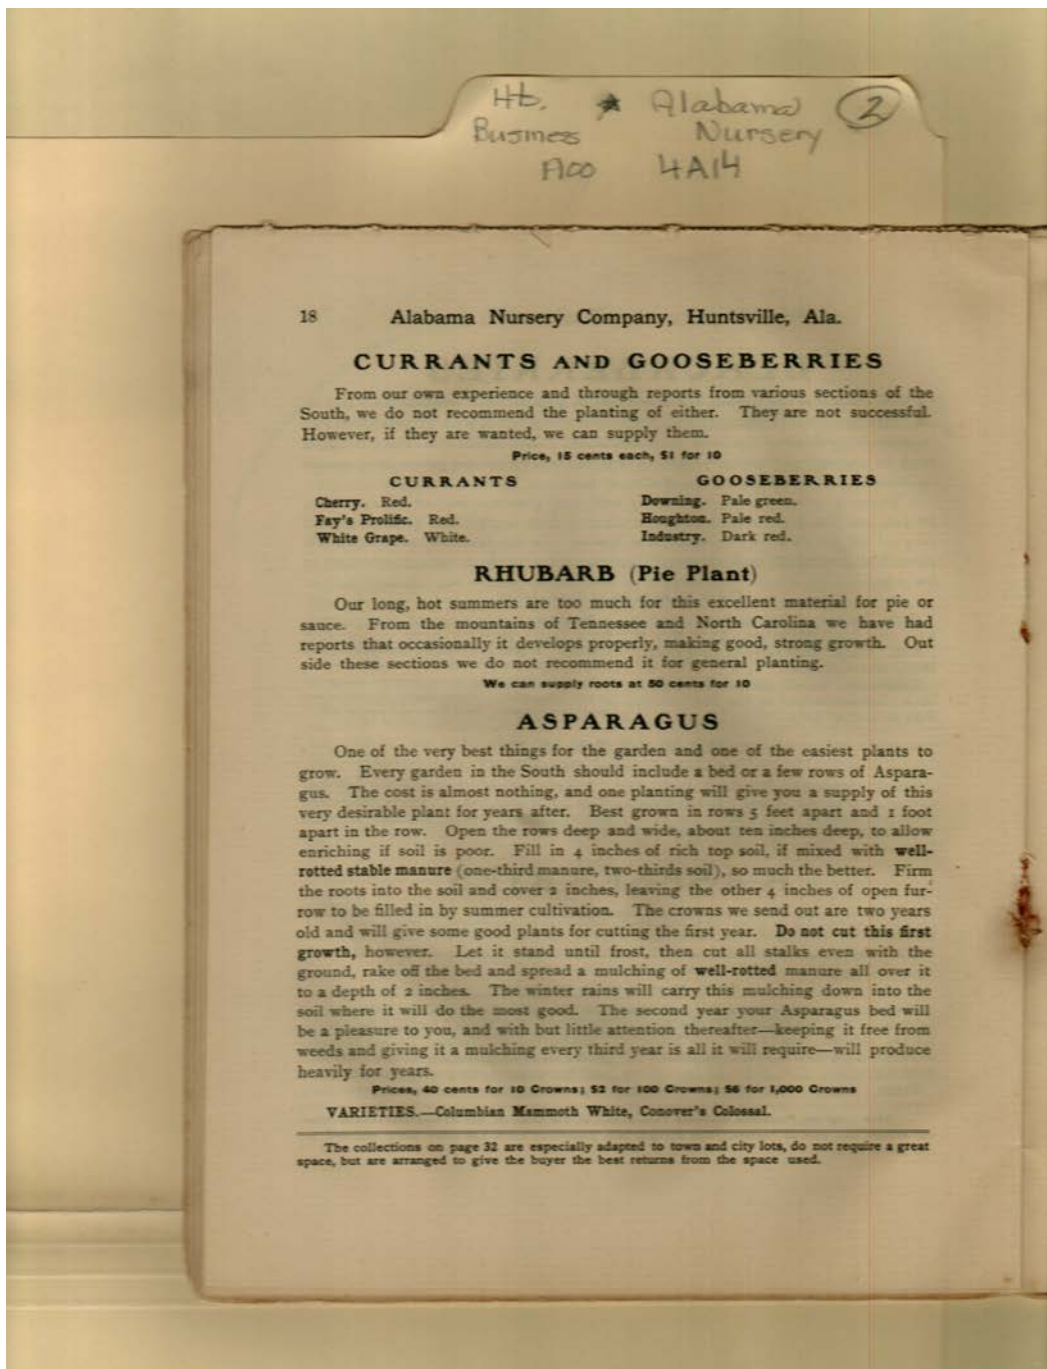 Hb. ★ Alabama 2
Business Nursery
A00 4A14
18 Alabama Nursery Company, Huntsville, Ala.
CURRANTS AND GOOSEBERRIES
From our own experience and through reports from various sections of the
South, we do not recommend the planting of either. They are not successful.
However, if they are wanted, we can supply them.
Price, 15 cents each, $1 for 10
CURRANTS
Cherry. Red.
Fay's Prolific. Red.
White Grape. White.
GOOSEBERRIES
Downing. Pale green.
Houghton. Pale red.
Industry. Dark red.
RHUBARB (Pie Plant)
Our long, hot summers are too much for this excellent material for pie or
sauce. From the mountains of Tennessee and North Carolina we have had
reports that occasionally it develops properly, making good, strong growth. Out
side these sections we do not recommend it for general planting.
We can supply roots at 50 cents for 10
ASPARAGUS
One of the very best things for the garden and one of the easiest plants to
grow. Every garden in the South should include a bed or a few rows of Aspara-
gus. The cost is almost nothing, and one planting will give you a supply of this
very desirable plant for years after. Best grown in rows 5 feet apart and 1 foot
apart in the row. Open the rows deep and wide, about ten inches deep, to allow
enriching if soil is poor. Fill in 4 inches of rich top soil, if mixed with well-
rotted stable manure (one-third manure, two-thirds soil), so much the better. Firm
the roots into the soil and cover 2 inches, leaving the other 4 inches of open fur-
row to be filled in by summer cultivation. The crowns we send out are two years
old and will give some good plants for cutting the first year. Do not cut this first
growth, however. Let it stand until frost, then cut all stalks even with the
ground, rake off the bed and spread a mulching of well-rotted manure all over it
to a depth of 2 inches. The winter rains will carry this mulching down into the
soil where it will do the most good. The second year your Asparagus bed will
be a pleasure to you, and with but little attention thereafter—keeping it free from
weeds and giving it a mulching every third year is all it will require—will produce
heavily for years.
Prices, 40 cents for 10 Crowns; $2 for 100 Crowns; $6 for 1,000 Crowns
VARIETIES.—Columbian Mammoth White, Conover's Colossal.
The collections on page 32 are especially adapted to town and city lots, do not require a great
space, but are arranged to give the buyer the best returns from the space used.